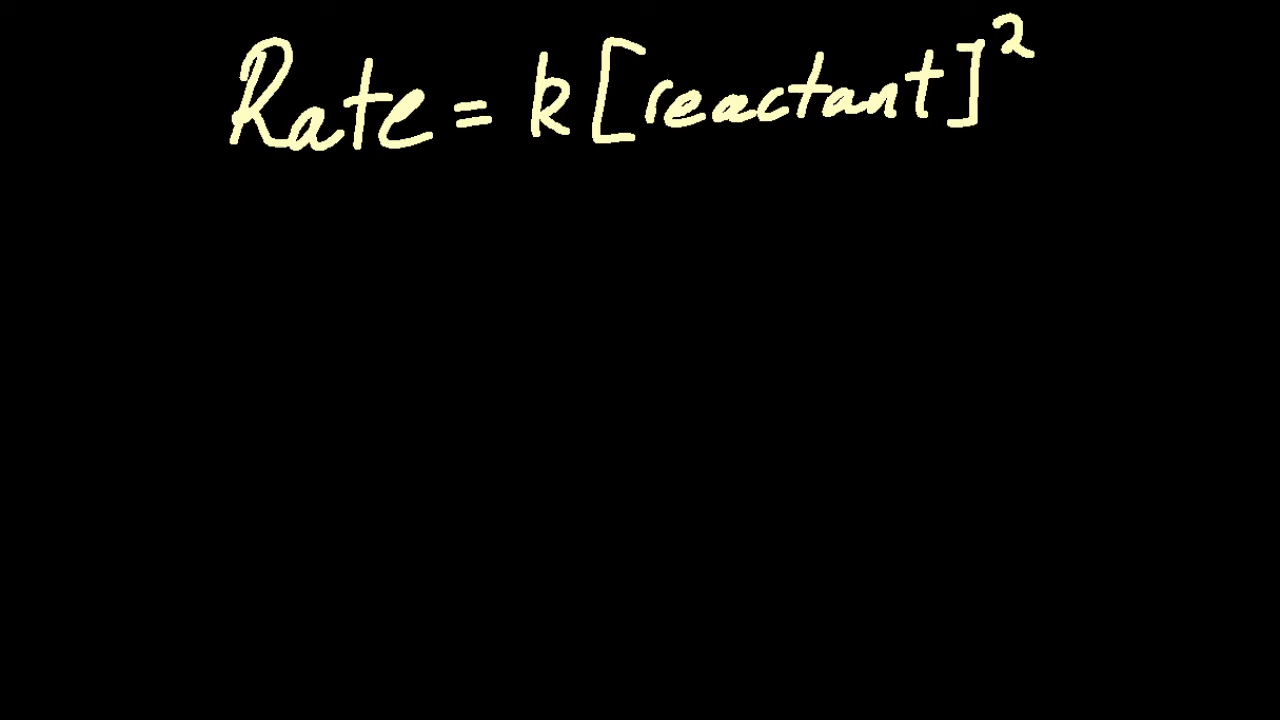 Rate = k[reactant]²